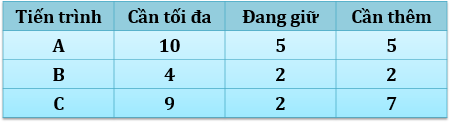 Tiến trình Cần tối đa Đang giữ Cần thêm
A 10 5 5
B 4 2 2
C 9 2 7